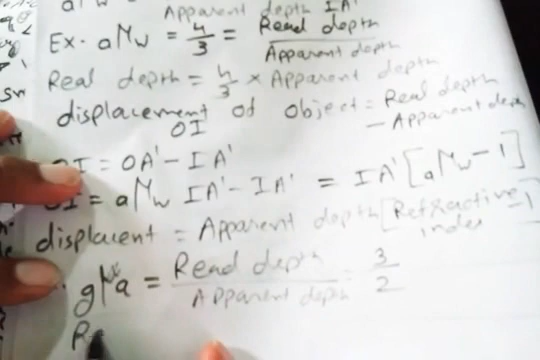 Apparent depth IA'
Ex. aμw = 4/3 = Real depth / Apparent depth
Real depth = 4/3 × Apparent depth
displacement of object = Real depth - Apparent depth
OI
OI = OA' - IA'
OI = aμw IA' - IA' = IA' [aμw - 1]
displacent = Apparent depth [Refractive index - 1]
gμa = Read depth / Apparent depth = 3/2